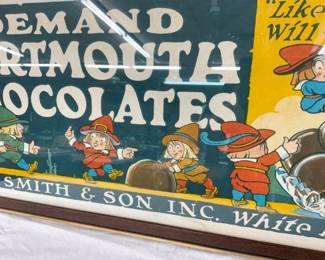 DEMAND
RTMOUTH
OCOLATES
"Like
Will
SMITH & SON INC. White